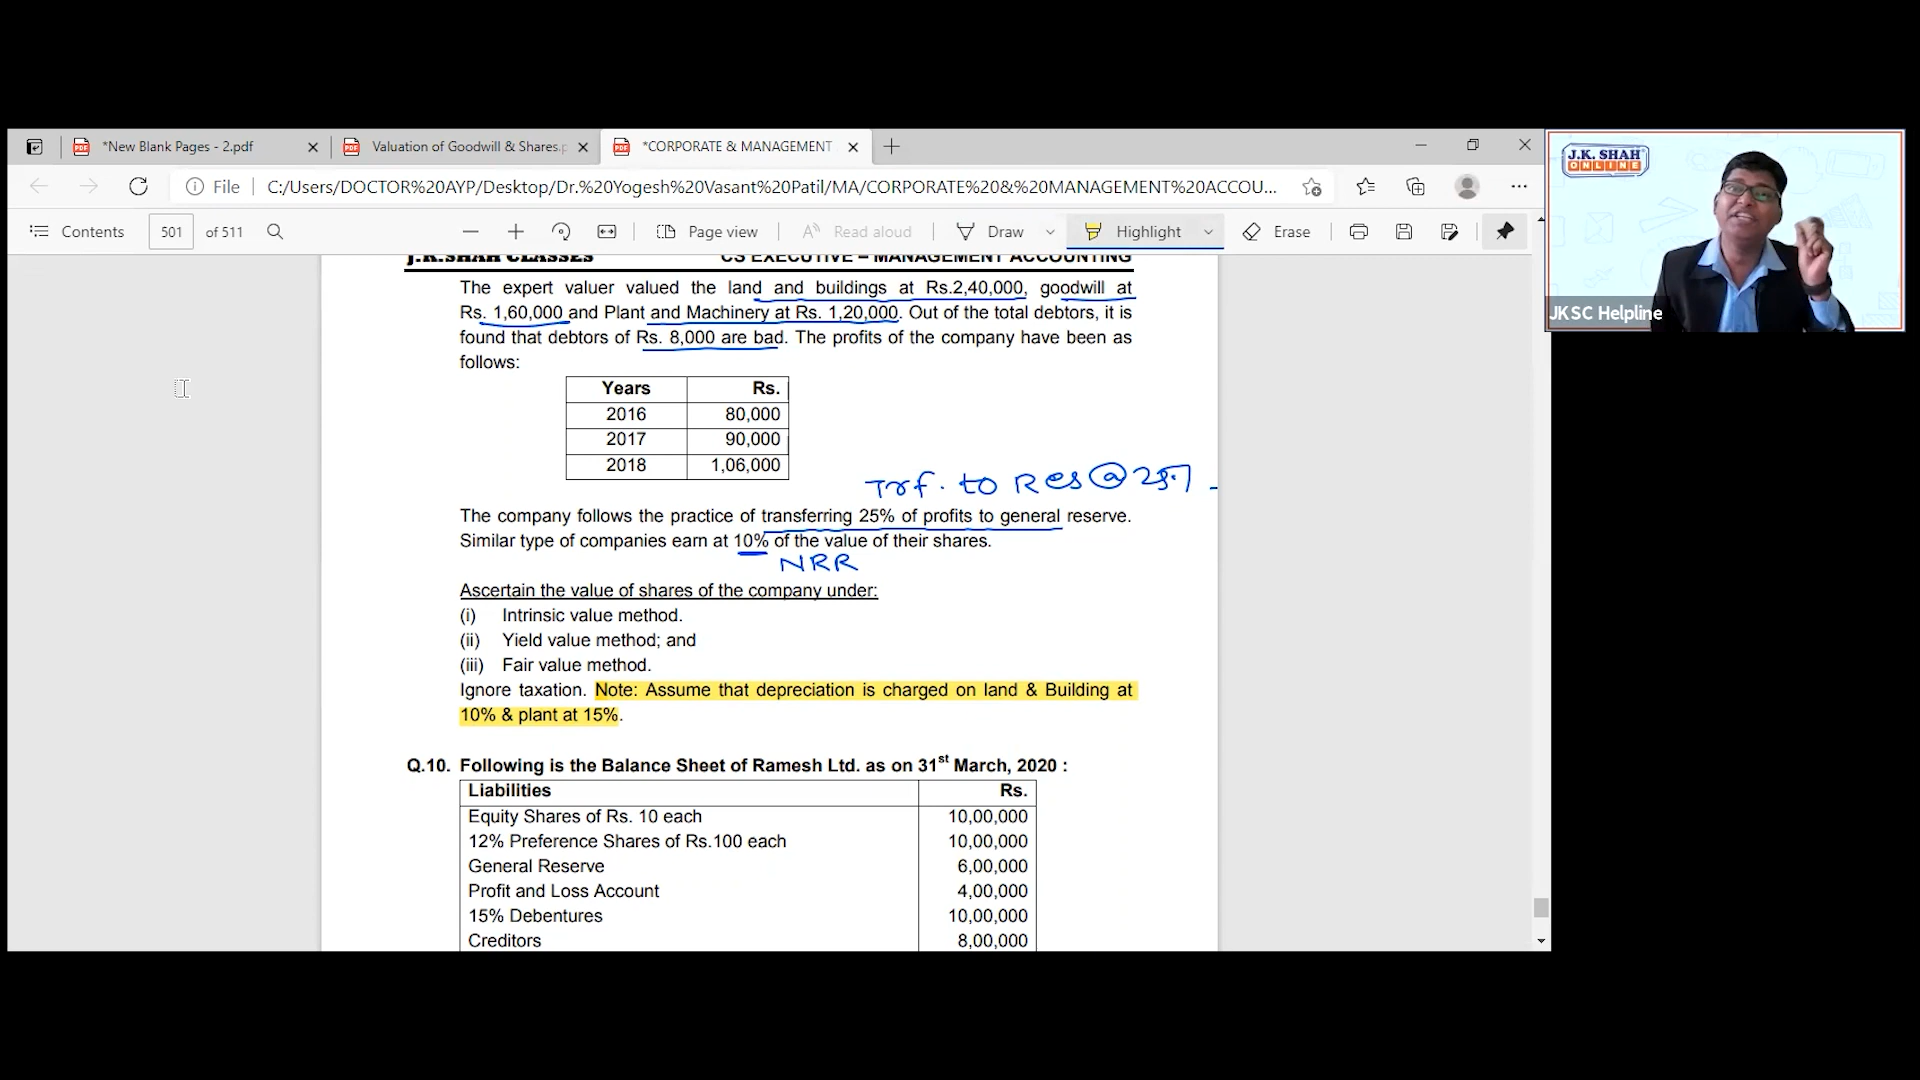 *New Blank Pages - 2.pdf
Valuation of Goodwill & Shares.p
*CORPORATE & MANAGEMENT
J.K. SHAH
ONLINE
File
C:/Users/DOCTOR%20AYP/Desktop/Dr.%20Yogesh%20Vasant%20Patil/MA/CORPORATE%20&%20MANAGEMENT%20ACCOU...
Contents
501
of 511
Page view
Read aloud
Draw
Highlight
Erase
J.K.SHAH CLASSES CS EXECUTIVE – MANAGEMENT ACCOUNTING
The expert valuer valued the land and buildings at Rs.2,40,000, goodwill at
Rs. 1,60,000 and Plant and Machinery at Rs. 1,20,000. Out of the total debtors, it is
found that debtors of Rs. 8,000 are bad. The profits of the company have been as
follows:
JKSC Helpline
Years Rs.
2016 80,000
2017 90,000
2018 1,06,000
Trf. to Res @ 25%
The company follows the practice of transferring 25% of profits to general reserve.
Similar type of companies earn at 10% of the value of their shares.
NRR
Ascertain the value of shares of the company under:
(i) Intrinsic value method.
(ii) Yield value method; and
(iii) Fair value method.
Ignore taxation. Note: Assume that depreciation is charged on land & Building at
10% & plant at 15%.
Q.10. Following is the Balance Sheet of Ramesh Ltd. as on 31st March, 2020 :
Liabilities Rs.
Equity Shares of Rs. 10 each 10,00,000
12% Preference Shares of Rs.100 each 10,00,000
General Reserve 6,00,000
Profit and Loss Account 4,00,000
15% Debentures 10,00,000
Creditors 8,00,000